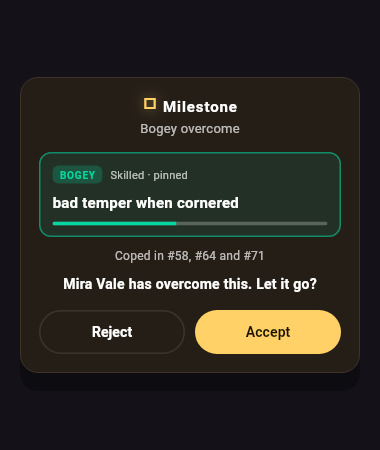 Milestone
Bogey overcome
BOGEY Skilled · pinned
bad temper when cornered
Coped in #58, #64 and #71
Mira Vale has overcome this. Let it go?
Reject Accept